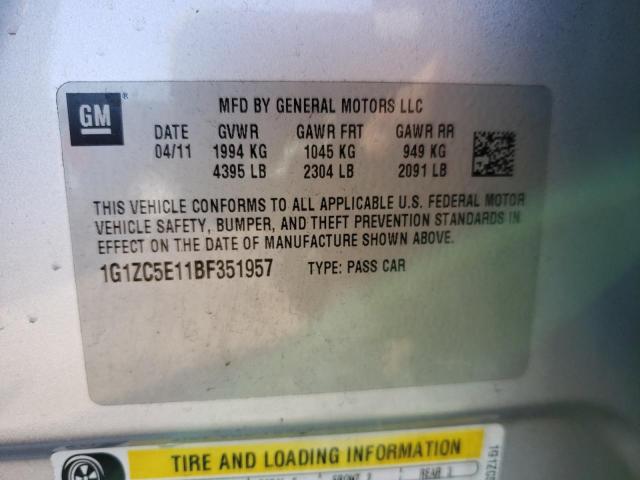 GM®
MFD BY GENERAL MOTORS LLC
DATE GVWR GAWR FRT GAWR RR
04/11 1994 KG 1045 KG 949 KG
4395 LB 2304 LB 2091 LB
THIS VEHICLE CONFORMS TO ALL APPLICABLE U.S. FEDERAL MOTOR
VEHICLE SAFETY, BUMPER, AND THEFT PREVENTION STANDARDS IN
EFFECT ON THE DATE OF MANUFACTURE SHOWN ABOVE.
1G1ZC5E11BF351957 TYPE: PASS CAR
TIRE AND LOADING INFORMATION